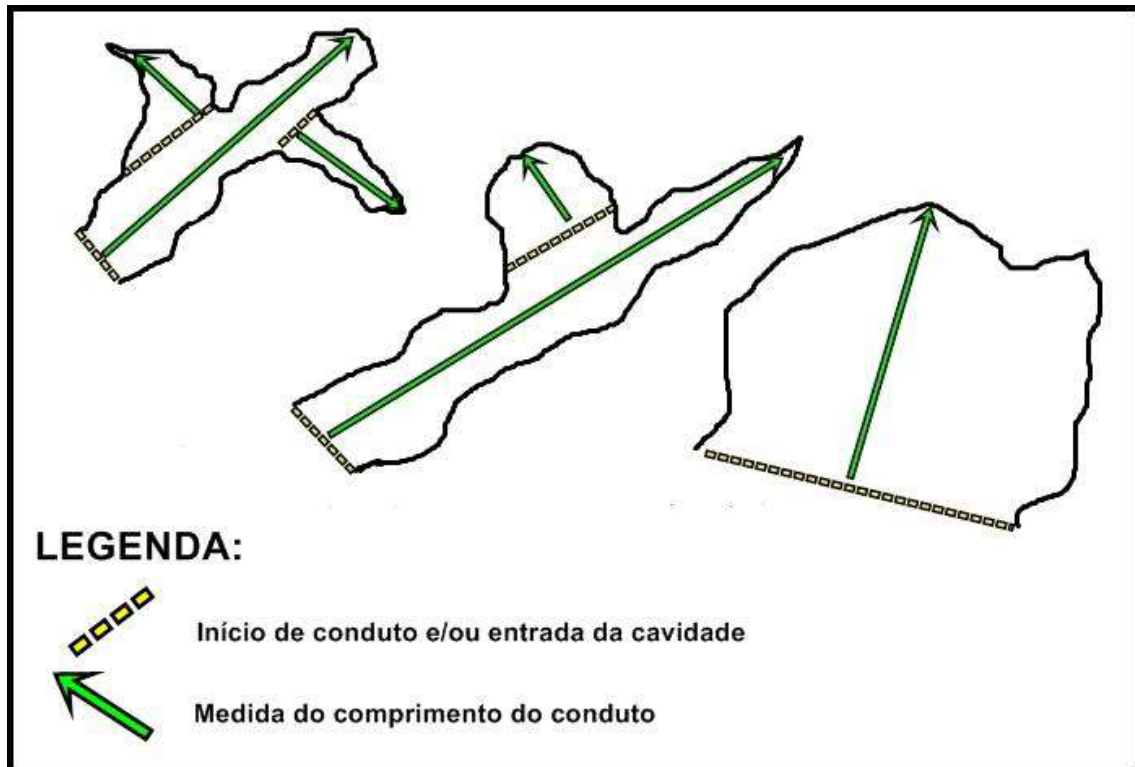 LEGENDA:
Início de conduto e/ou entrada da cavidade
Medida do comprimento do conduto